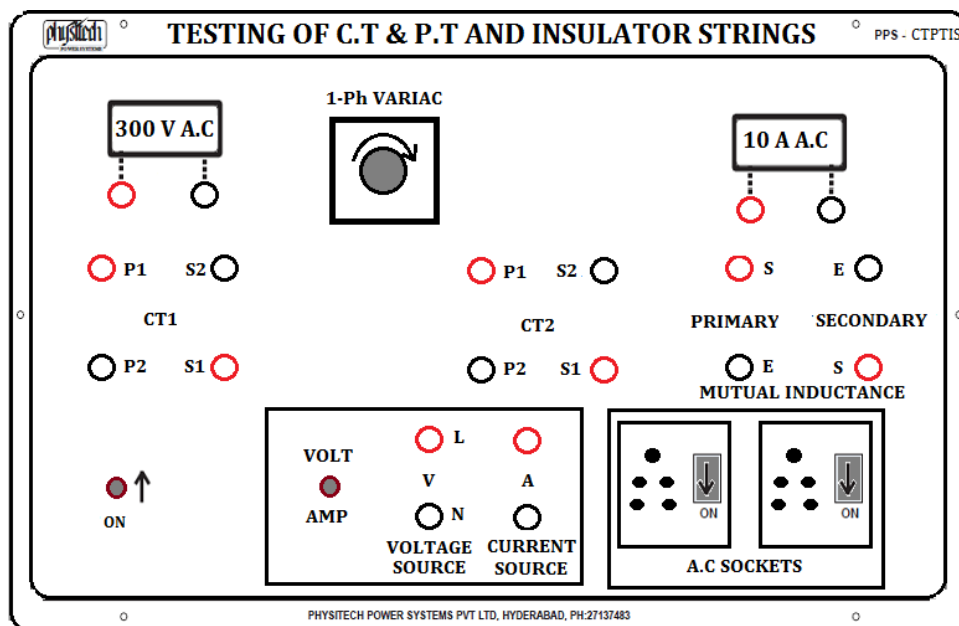 physitech
POWER SYSTEMS
TESTING OF C.T & P.T AND INSULATOR STRINGS
PPS - CTPTIS
1-Ph VARIAC
300 V A.C
10 A A.C
P1 S2
CT1
P2 S1
P1 S2
CT2
P2 S1
S E
PRIMARY SECONDARY
E S
MUTUAL INDUCTANCE
ON
VOLT
AMP
L
V
N
VOLTAGE
SOURCE
A
CURRENT
SOURCE
ON
ON
A.C SOCKETS
PHYSITECH POWER SYSTEMS PVT LTD, HYDERABAD, PH:27137483